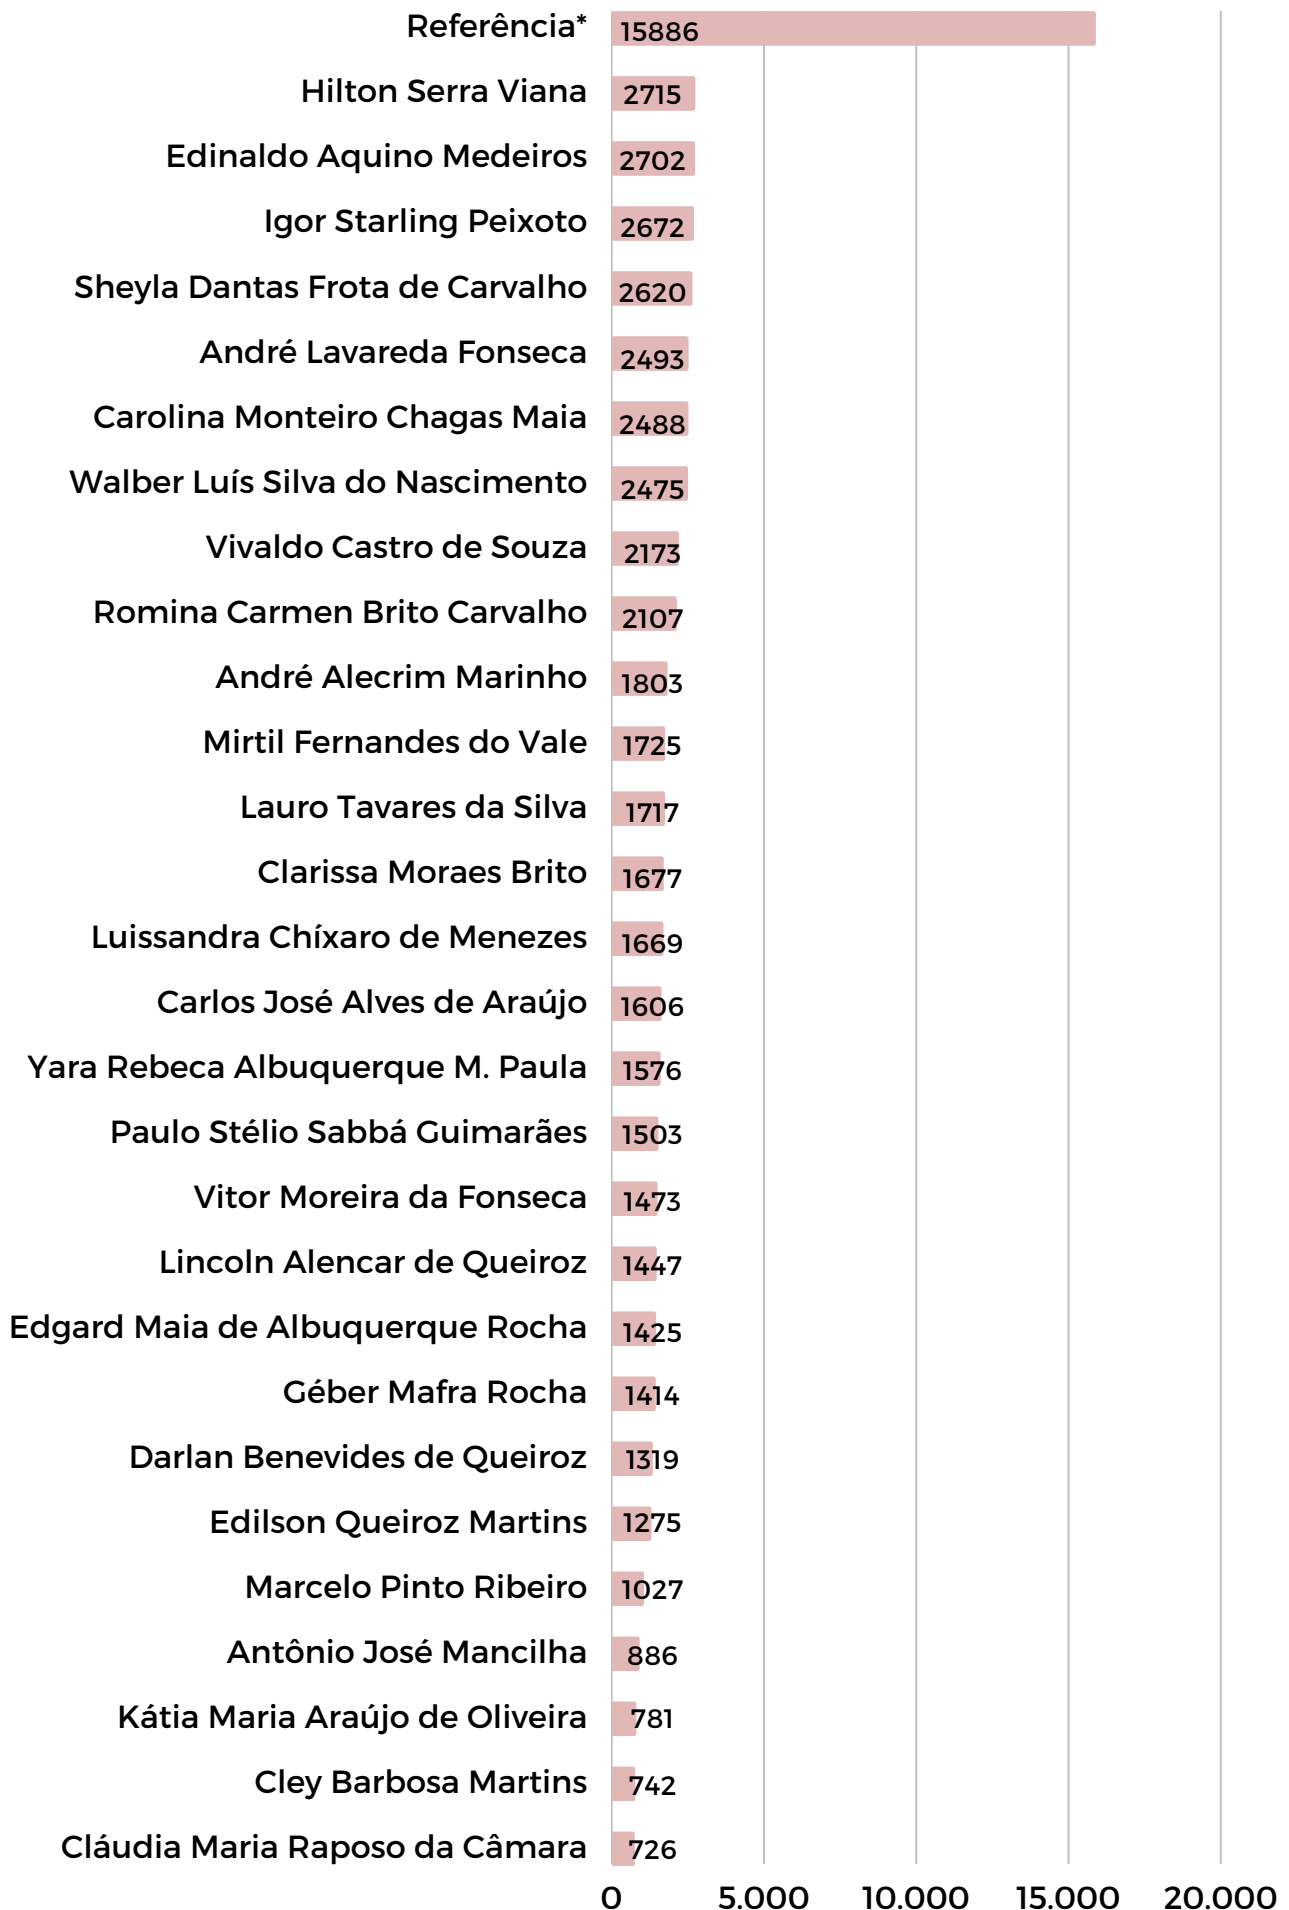 Referência* 15886
Hilton Serra Viana 2715
Edinaldo Aquino Medeiros 2702
Igor Starling Peixoto 2672
Sheyla Dantas Frota de Carvalho 2620
André Lavareda Fonseca 2493
Carolina Monteiro Chagas Maia 2488
Walber Luís Silva do Nascimento 2475
Vivaldo Castro de Souza 2173
Romina Carmen Brito Carvalho 2107
André Alecrim Marinho 1803
Mirtil Fernandes do Vale 1725
Lauro Tavares da Silva 1717
Clarissa Moraes Brito 1677
Luissandra Chíxaro de Menezes 1669
Carlos José Alves de Araújo 1606
Yara Rebeca Albuquerque M. Paula 1576
Paulo Stélio Sabbá Guimarães 1503
Vitor Moreira da Fonseca 1473
Lincoln Alencar de Queiroz 1447
Edgard Maia de Albuquerque Rocha 1425
Géber Mafra Rocha 1414
Darlan Benevides de Queiroz 1319
Edilson Queiroz Martins 1275
Marcelo Pinto Ribeiro 1027
Antônio José Mancilha 886
Kátia Maria Araújo de Oliveira 781
Cley Barbosa Martins 742
Cláudia Maria Raposo da Câmara 726
0 5.000 10.000 15.000 20.000